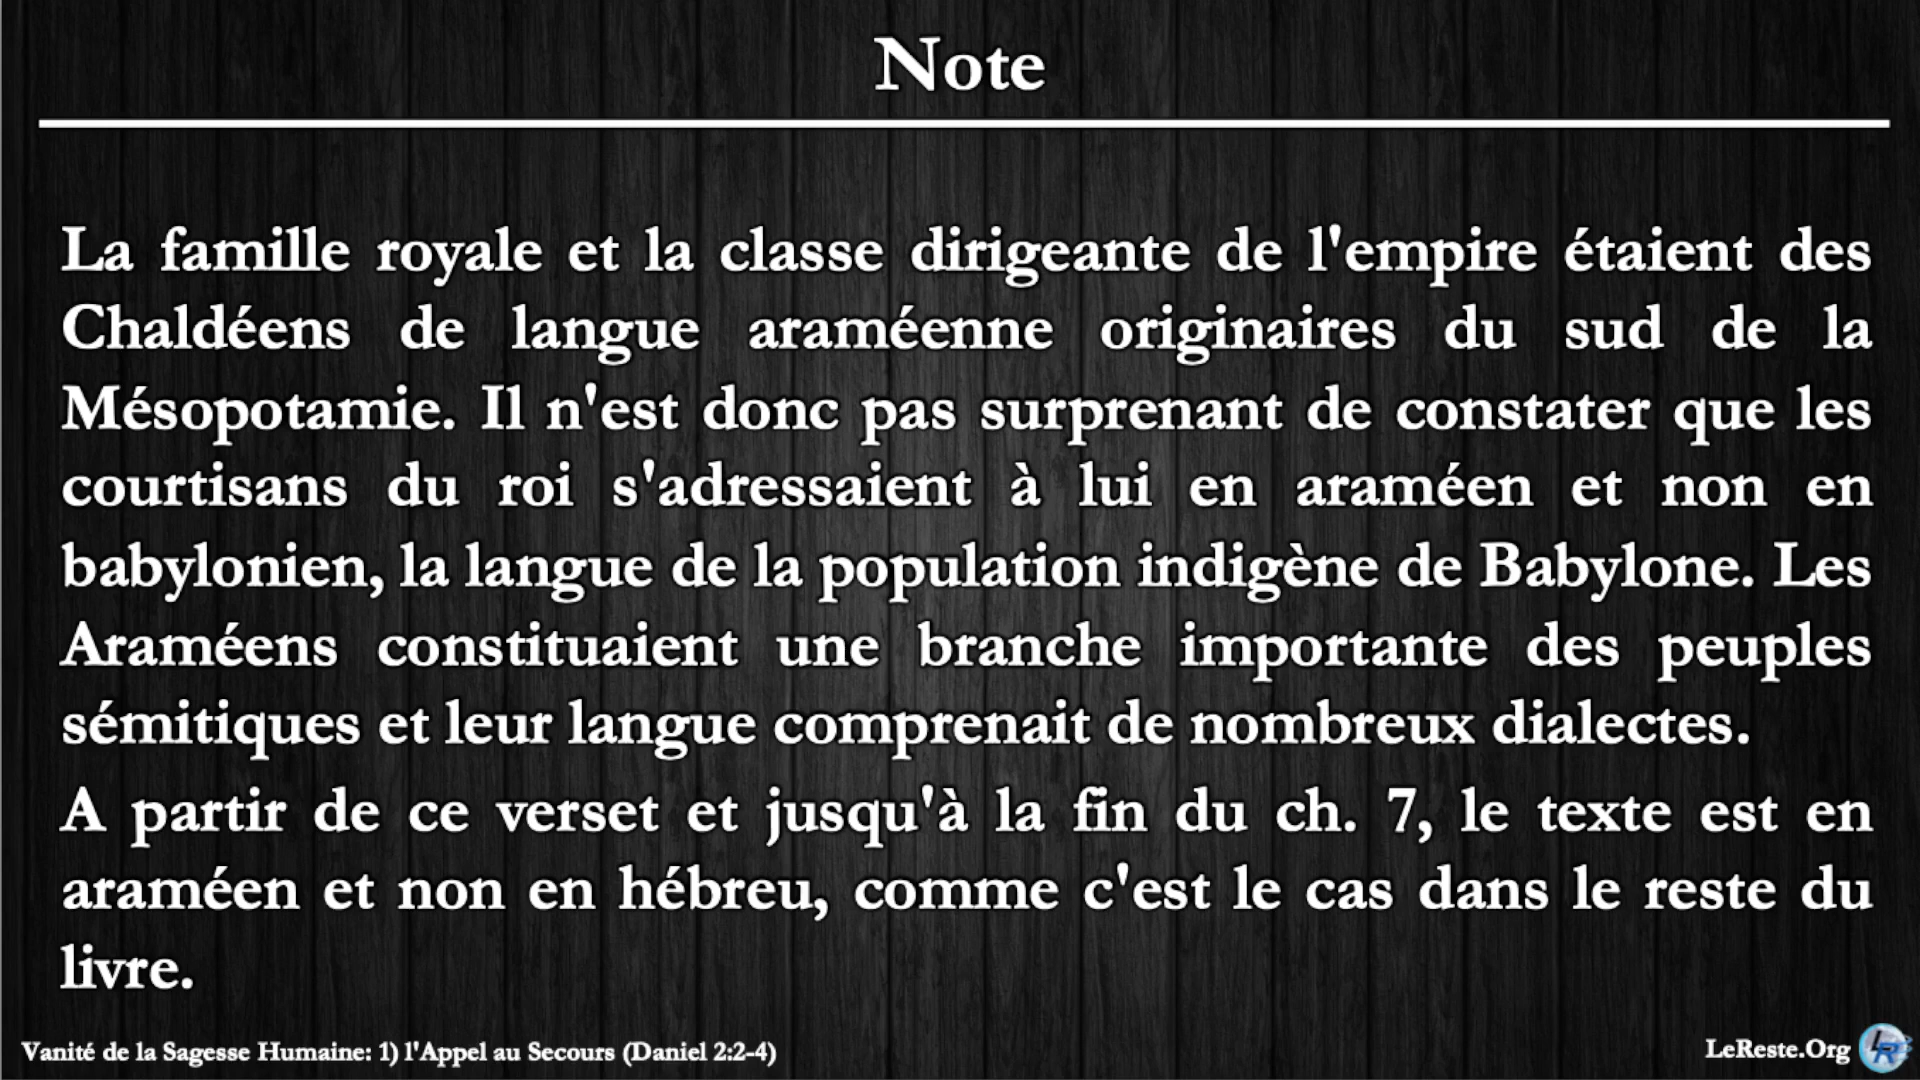 Note
La famille royale et la classe dirigeante de l'empire étaient des
Chaldéens de langue araméenne originaires du sud de la
Mésopotamie. Il n'est donc pas surprenant de constater que les
courtisans du roi s'adressaient à lui en araméen et non en
babylonien, la langue de la population indigène de Babylone. Les
Araméens constituaient une branche importante des peuples
sémitiques et leur langue comprenait de nombreux dialectes.
A partir de ce verset et jusqu'à la fin du ch. 7, le texte est en
araméen et non en hébreu, comme c'est le cas dans le reste du
livre.
Vanité de la Sagesse Humaine: 1) l'Appel au Secours (Daniel 2:2-4)
LeReste.Org
LR